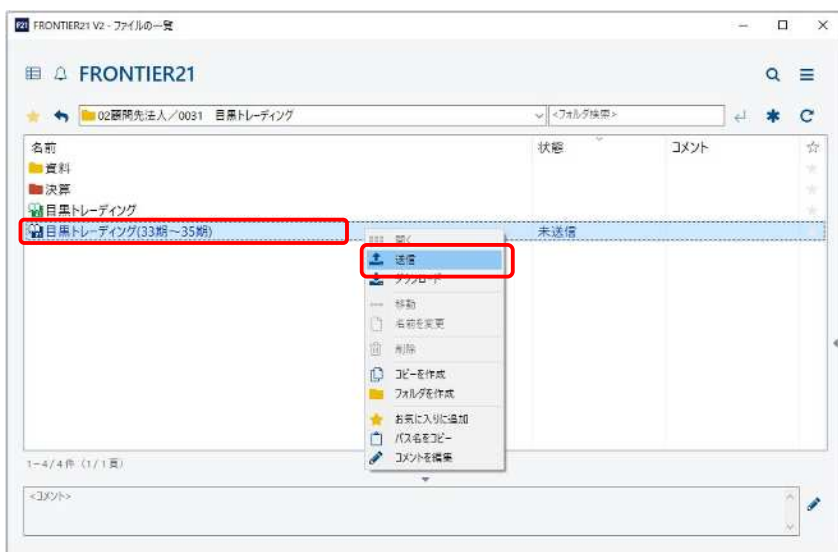 F21 FRONTIER21 V2 - ファイルの一覧
FRONTIER21
02顧問先法人／0031 目黒トレーディング
<フォルダ検索>
名前 状態 コメント
資料
決算
目黒トレーディング
目黒トレーディング(33期～35期) 未送信
開く
送信
ダウンロード
移動
名前を変更
削除
コピーを作成
フォルダを作成
お気に入りに追加
パス名をコピー
コメントを編集
1-4/4件 (1/1頁)
<コメント>